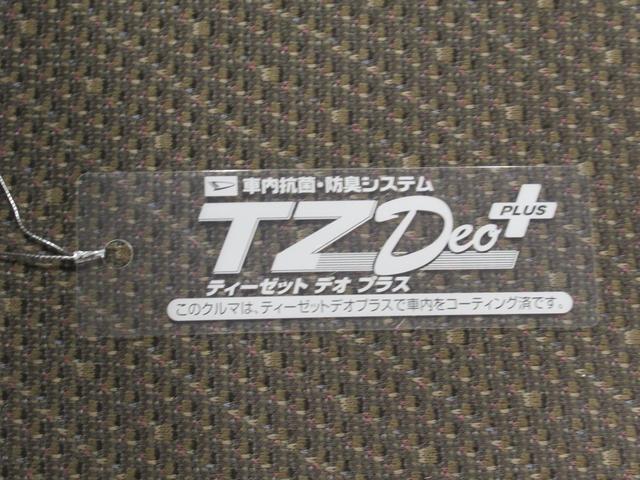 車内抗菌・防臭システム
TZ Deo PLUS
ティーゼット デオ プラス
このクルマは、ティーゼットデオプラスで車内をコーティング済です。